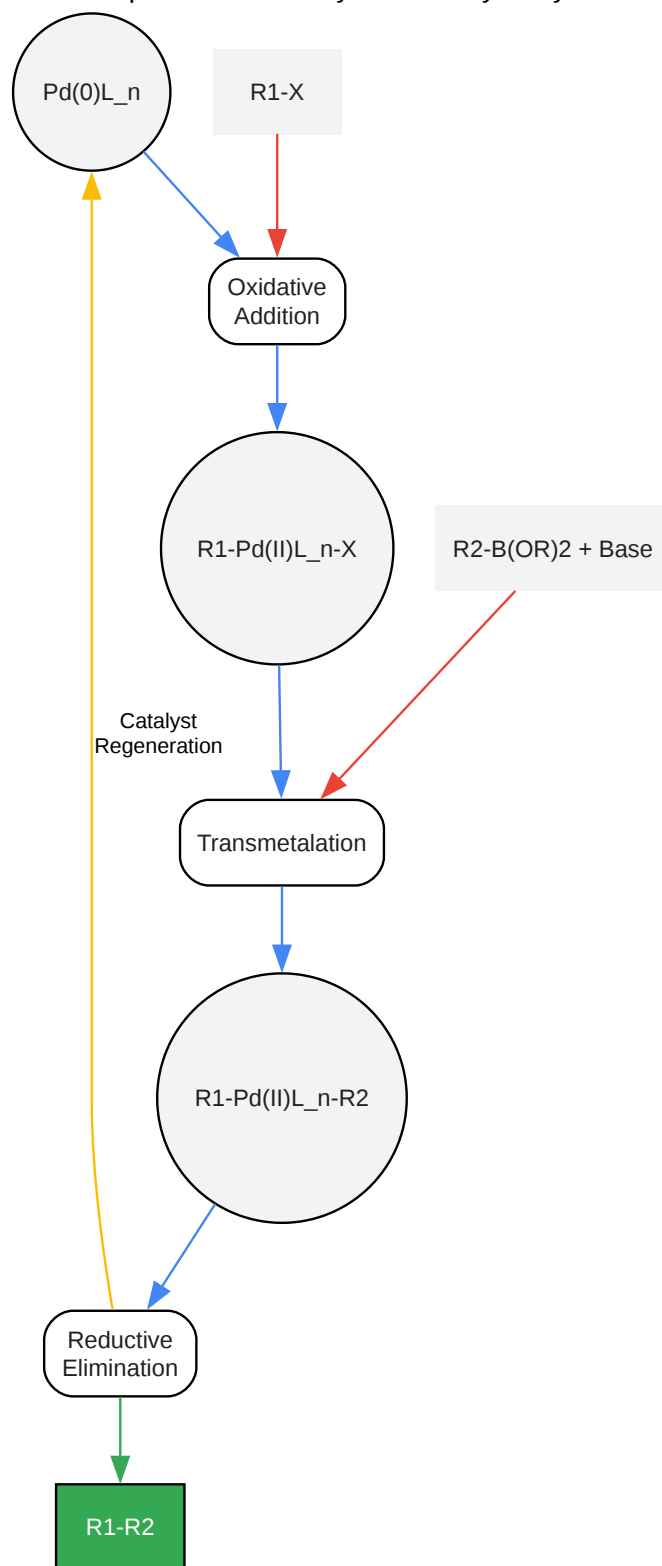 Pd(0)L_n
R1-X
Oxidative
Addition
R1-Pd(II)L_n-X
R2-B(OR)2 + Base
Catalyst
Regeneration
Transmetalation
R1-Pd(II)L_n-R2
Reductive
Elimination
R1-R2